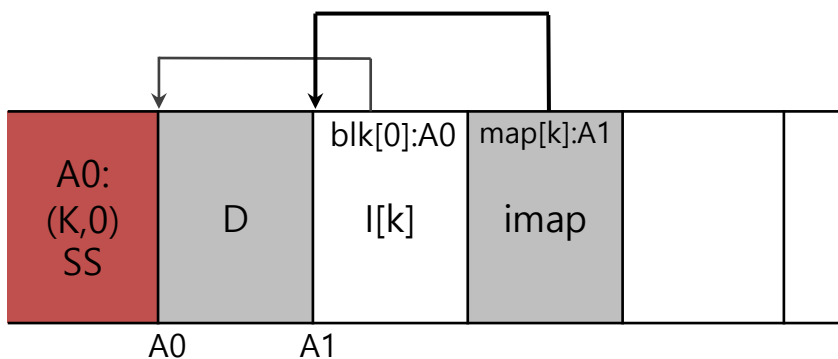 blk[0]:A0
map[k]:A1
A0:
(K,0)
SS
D
I[k]
imap
A0
A1